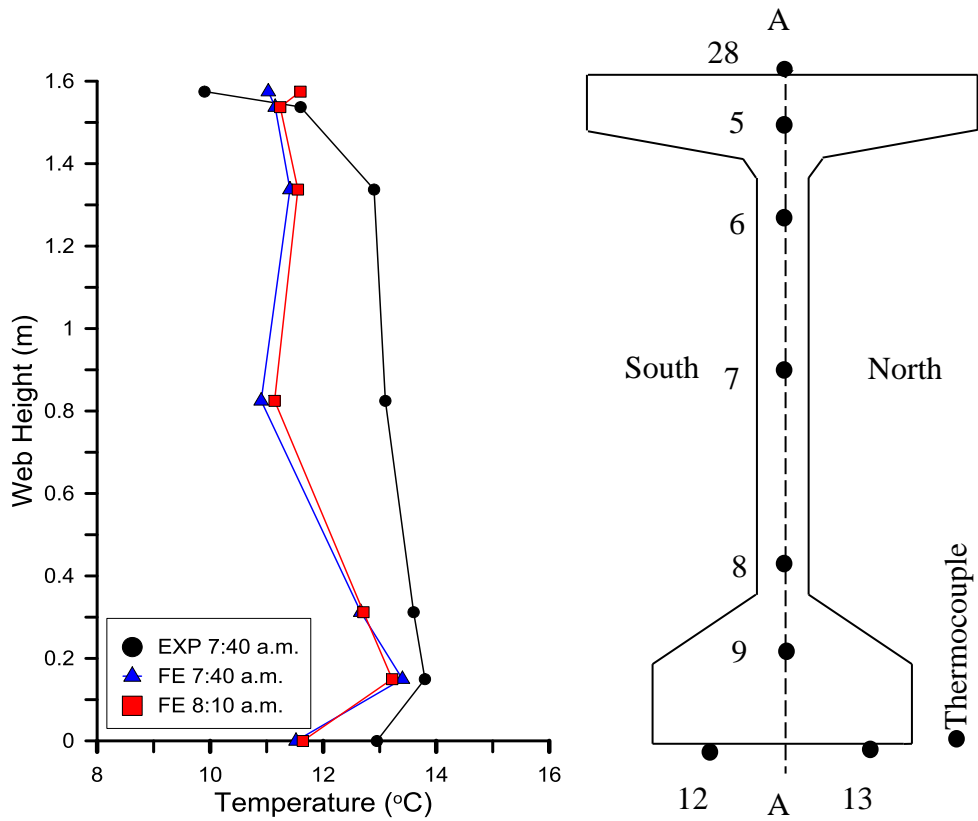 A
28
1.6
5
1.4
6
1.2
1
Web Height (m)
South
7
North
0.8
0.6
8
0.4
EXP 7:40 a.m.
FE 7:40 a.m.
FE 8:10 a.m.
9
0.2
Thermocouple
0
8
10
12
14
16
Temperature (°C)
12
A
13